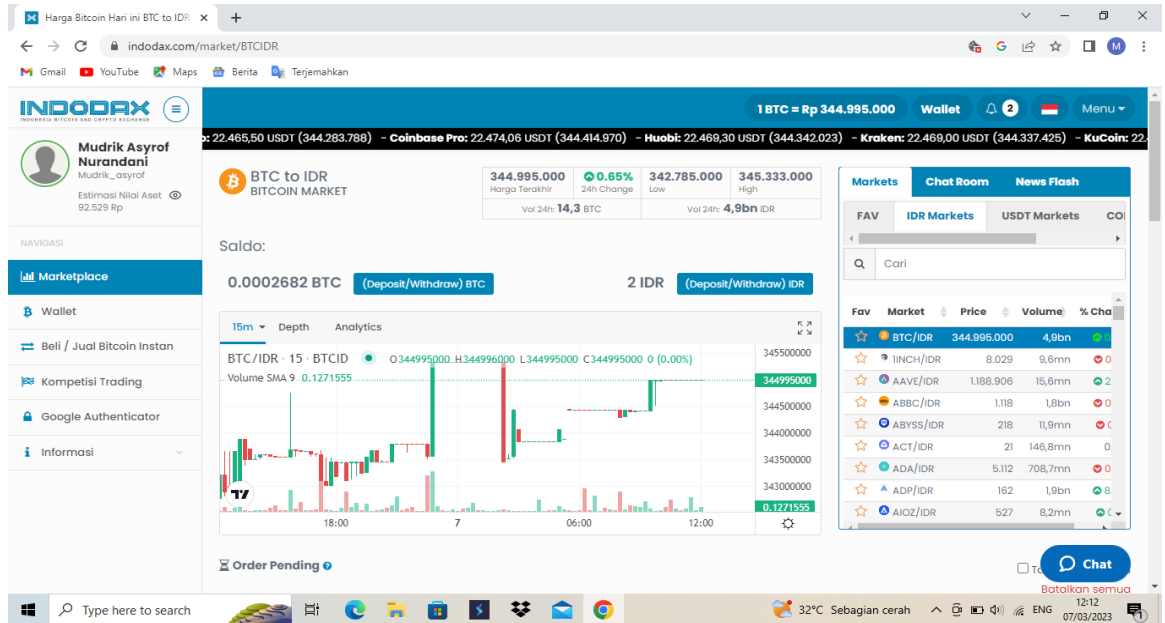 Harga Bitcoin Hari ini BTC to IDR
indodax.com/market/BTCIDR
G
M
Gmail
YouTube
Maps
Berita
Terjemahkan
INDODAX
INDONESIA BITCOIN AND CRYPTO EXCHANGE
1 BTC = Rp 344.995.000
Wallet
2
Menu
22.465,50 USDT (344.283.788) - Coinbase Pro: 22.474,06 USDT (344.414.970) - Huobi: 22.469,30 USDT (344.342.023) - Kraken: 22.469,00 USDT (344.337.425) - KuCoin:
Mudrik Asyrof
Nurandani
Mudrik_asyrof
Estimasi Nilai Aset
92.529 Rp
NAVIGASI
Marketplace
Wallet
Beli / Jual Bitcoin Instan
Kompetisi Trading
Google Authenticator
Informasi
BTC to IDR
BITCOIN MARKET
344.995.000
Harga Terakhir
0.65%
24h Change
342.785.000
Low
345.333.000
High
Vol 24h: 14,3 BTC
Vol 24h: 4,9bn IDR
Saldo:
0.0002682 BTC
(Deposit/Withdraw) BTC
2 IDR
(Deposit/Withdraw) IDR
15m
Depth
Analytics
BTC/IDR · 15 · BTCID
O344995000 H344996000 L344995000 C344995000 0 (0.00%)
Volume SMA 9 0.1271555
345500000
344995000
344500000
344000000
343500000
343000000
0.1271555
18:00
7
06:00
12:00
Order Pending
Markets
Chat Room
News Flash
FAV
IDR Markets
USDT Markets
Cari
Fav Market Price Volume % Cha
BTC/IDR 344.995.000 4,9bn
1INCH/IDR 8.029 9,6mn
AAVE/IDR 1.188.906 15,6mn
ABBC/IDR 1.118 1,8bn
ABYSS/IDR 218 11,9mn
ACT/IDR 21 146,8mn
ADA/IDR 5.112 708,7mn
ADP/IDR 162 1,9bn
AIOZ/IDR 527 8,2mn
Chat
Batalkan semua
Type here to search
32°C Sebagian cerah
ENG
12:12
07/03/2023
1